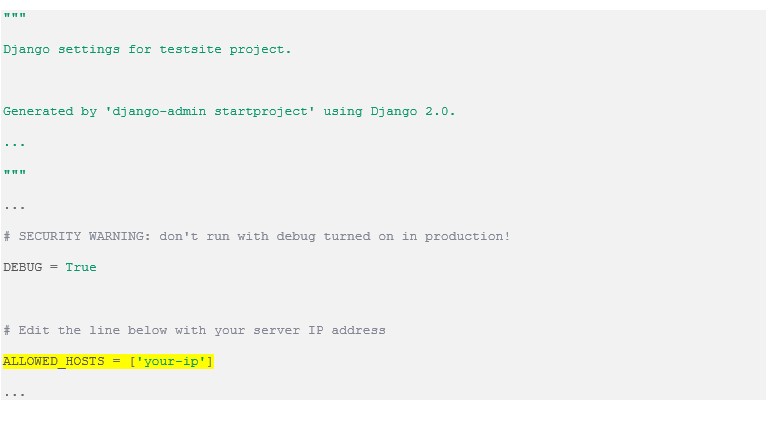 """
Django settings for testsite project.
Generated by 'django-admin startproject' using Django 2.0.
...
"""
...
# SECURITY WARNING: don't run with debug turned on in production!
DEBUG = True
# Edit the line below with your server IP address
ALLOWED_HOSTS = ['your-ip']
...